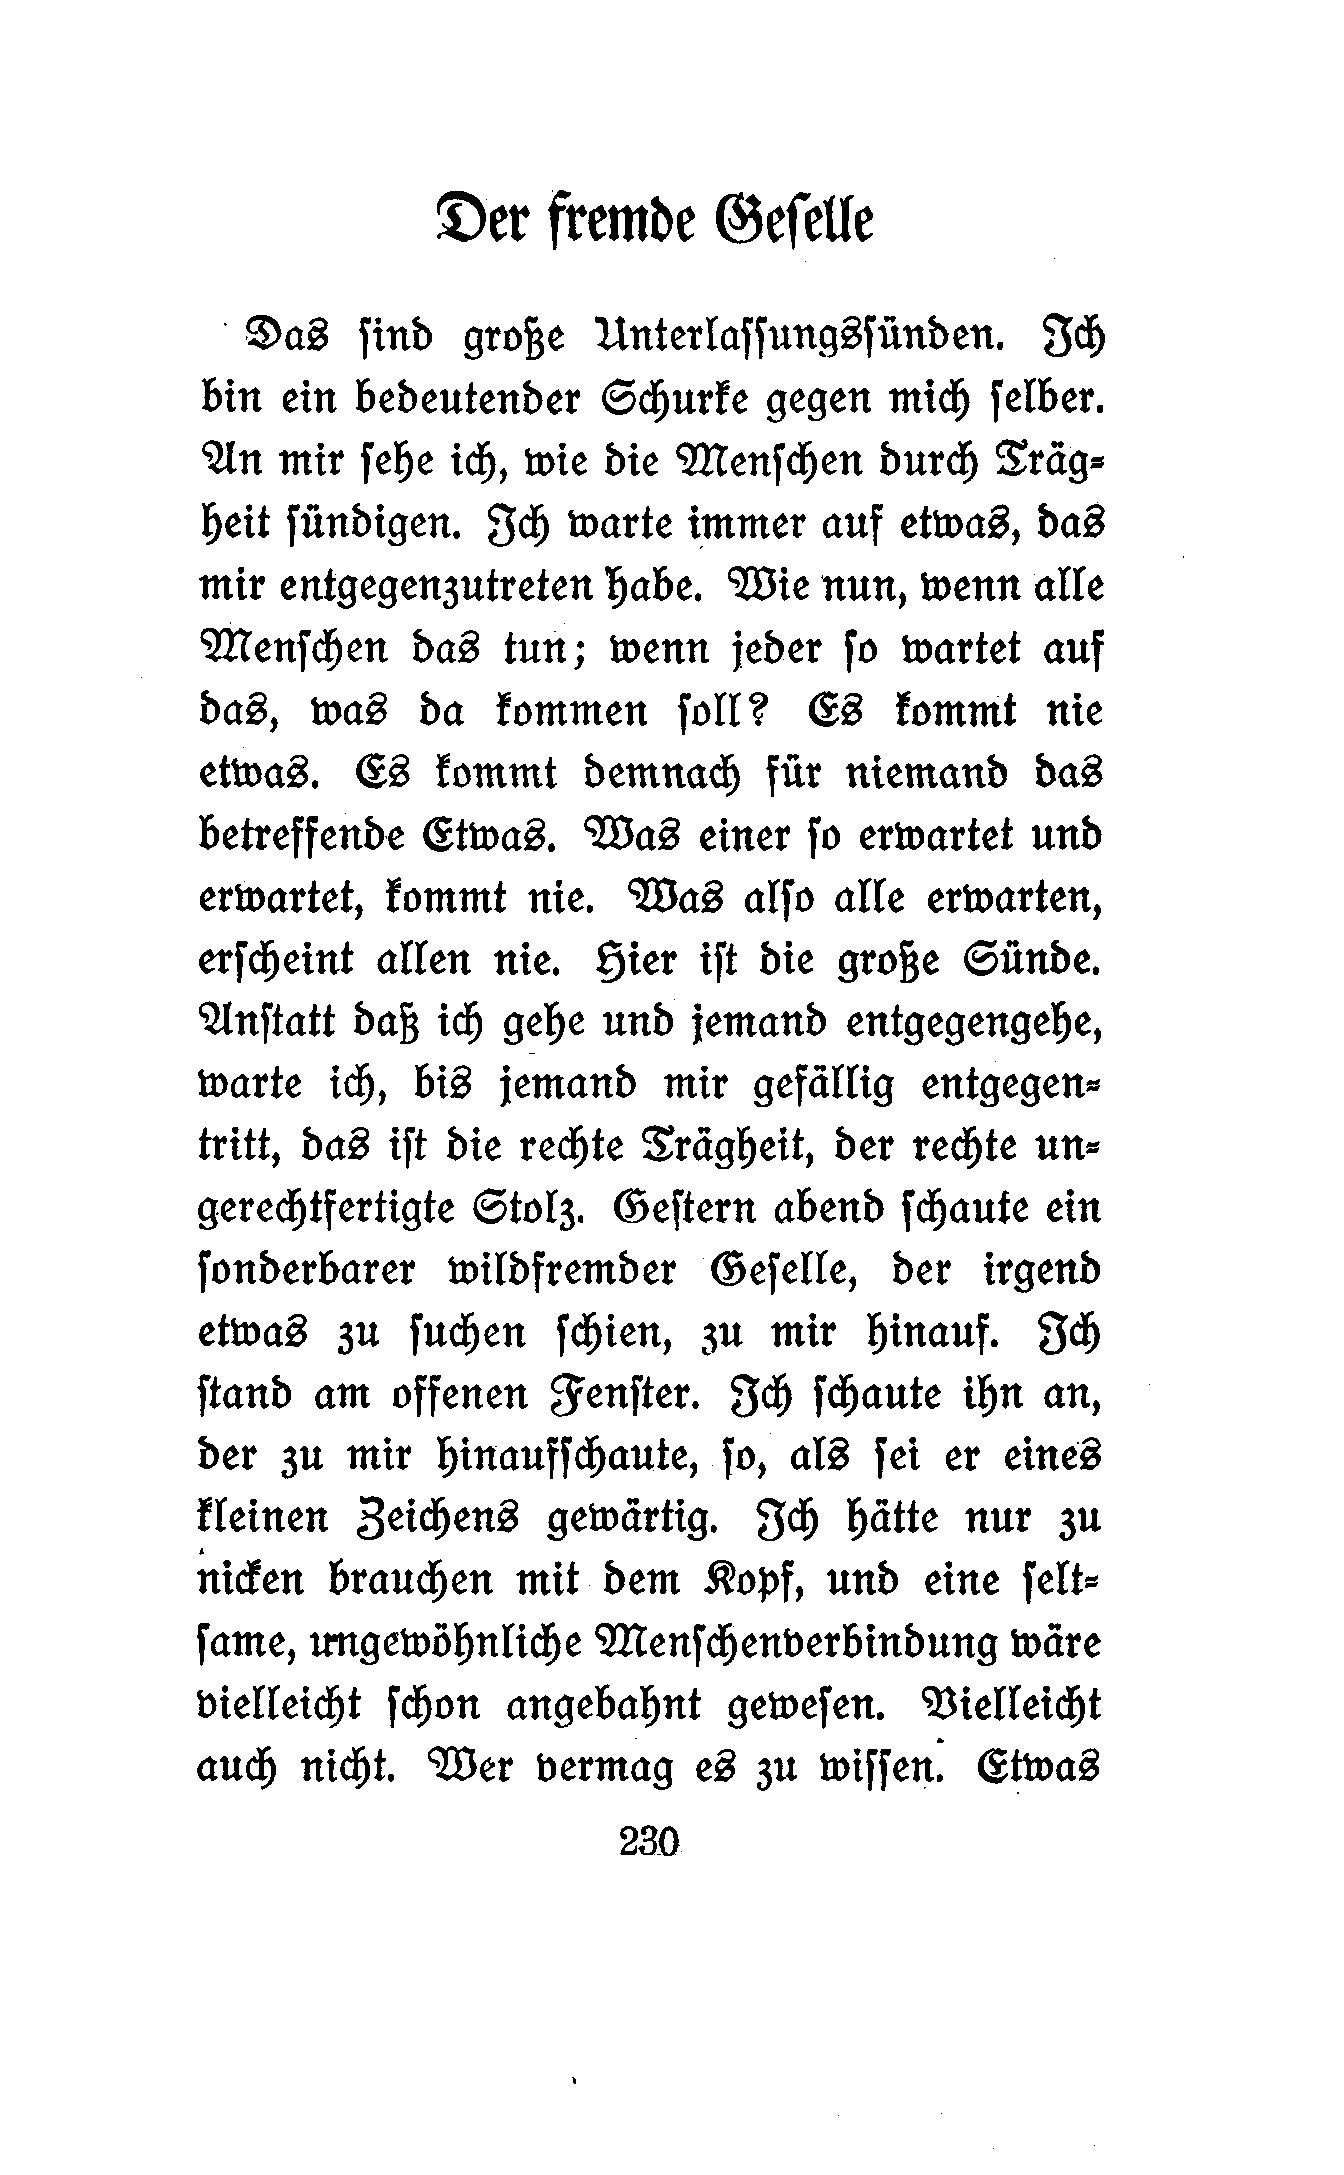 Der fremde Geselle
Das sind große Unterlassungssünden. Ich
bin ein bedeutender Schurke gegen mich selber.
An mir sehe ich, wie die Menschen durch Träg-
heit sündigen. Ich warte immer auf etwas, das
mir entgegenzutreten habe. Wie nun, wenn alle
Menschen das tun; wenn jeder so wartet auf
das, was da kommen soll? Es kommt nie
etwas. Es kommt demnach für niemand das
betreffende Etwas. Was einer so erwartet und
erwartet, kommt nie. Was also alle erwarten,
erscheint allen nie. Hier ist die große Sünde.
Anstatt daß ich gehe und jemand entgegengehe,
warte ich, bis jemand mir gefällig entgegen-
tritt, das ist die rechte Trägheit, der rechte un-
gerechtfertigte Stolz. Gestern abend schaute ein
sonderbarer wildfremder Geselle, der irgend
etwas zu suchen schien, zu mir hinauf. Ich
stand am offenen Fenster. Ich schaute ihn an,
der zu mir hinaufschaute, so, als sei er eines
kleinen Zeichens gewärtig. Ich hätte nur zu
nicken brauchen mit dem Kopf, und eine selt-
same, ungewöhnliche Menschenverbindung wäre
vielleicht schon angebahnt gewesen. Vielleicht
auch nicht. Wer vermag es zu wissen. Etwas
230